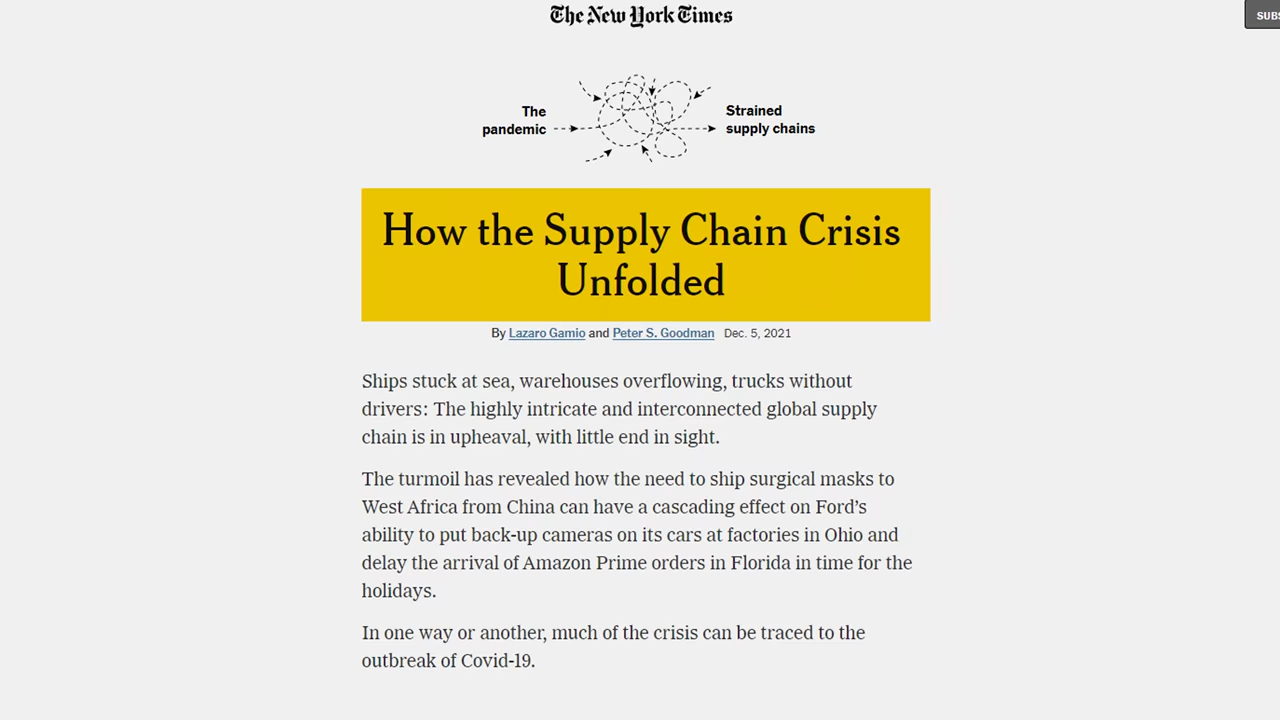 The New York Times
SUBS
The
pandemic
Strained
supply chains
How the Supply Chain Crisis
Unfolded
By Lazaro Gamio and Peter S. Goodman Dec. 5, 2021
Ships stuck at sea, warehouses overflowing, trucks without
drivers: The highly intricate and interconnected global supply
chain is in upheaval, with little end in sight.
The turmoil has revealed how the need to ship surgical masks to
West Africa from China can have a cascading effect on Ford’s
ability to put back-up cameras on its cars at factories in Ohio and
delay the arrival of Amazon Prime orders in Florida in time for the
holidays.
In one way or another, much of the crisis can be traced to the
outbreak of Covid-19.